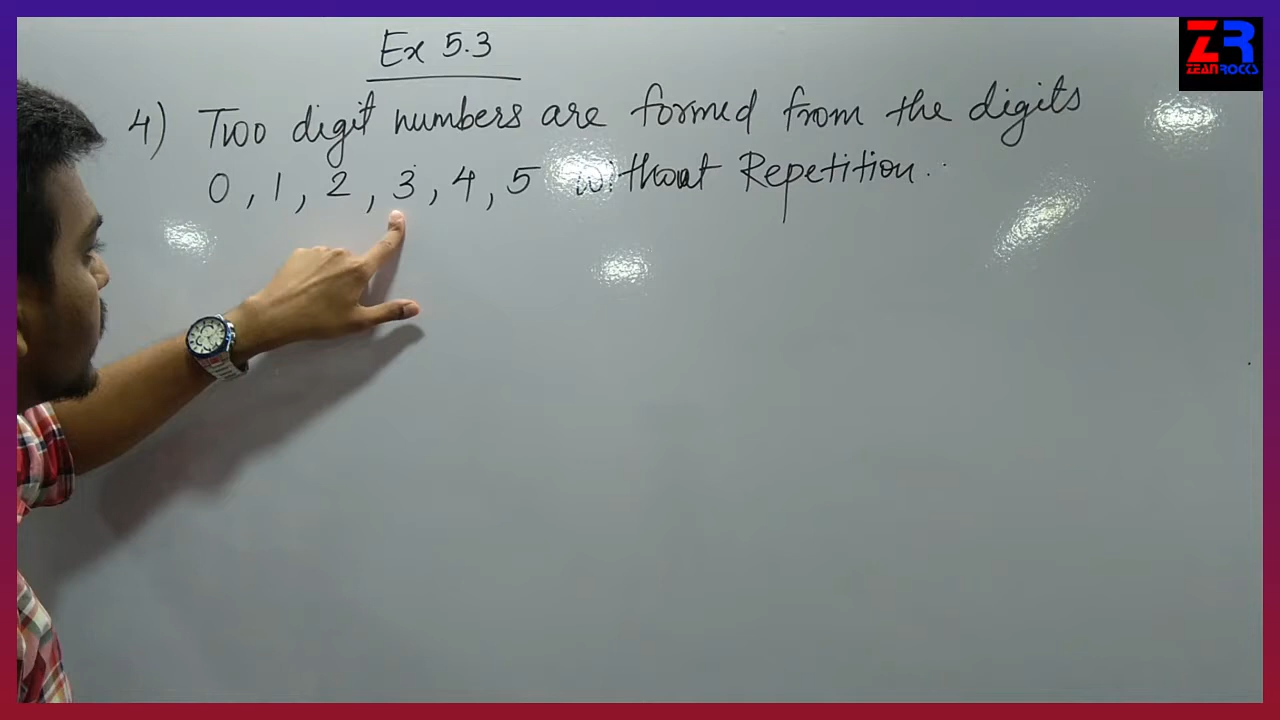 Ex 5.3
ZR
ZEAN ROCKS
4) Two digit numbers are formed from the digits
0, 1, 2, 3, 4, 5 without Repetition.